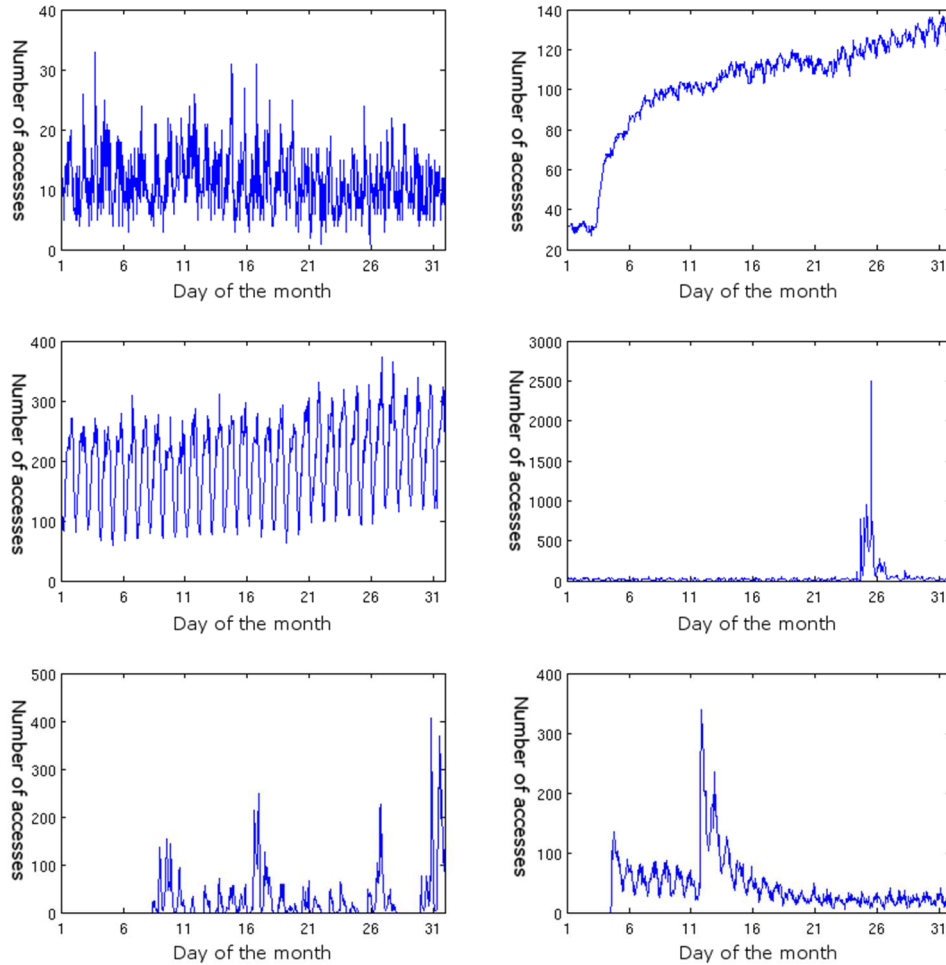 40
30
20
10
0
Number of accesses
1 6 11 16 21 26 31
Day of the month
140
120
100
80
60
40
20
Number of accesses
1 6 11 16 21 26 31
Day of the month
400
300
200
100
0
Number of accesses
1 6 11 16 21 26 31
Day of the month
3000
2500
2000
1500
1000
500
0
Number of accesses
1 6 11 16 21 26 31
Day of the month
500
400
300
200
100
0
Number of accesses
1 6 11 16 21 26 31
Day of the month
400
300
200
100
0
Number of accesses
1 6 11 16 21 26 31
Day of the month